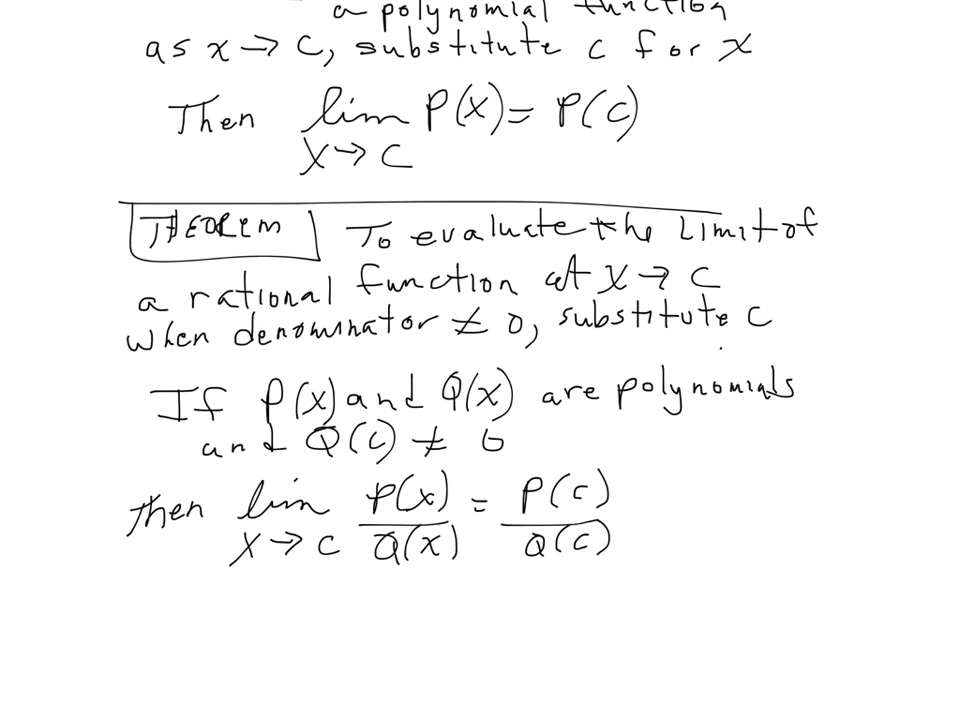 a polynomial function
as x → c, substitute c for x
Then lim P(x) = P(c)
x → c
THEOREM To evaluate the Limit of
a rational function at x → c
when denominator ≠ 0, substitute c
If P(x) and Q(x) are polynomials
and Q(c) ≠ 0
then lim P(x)/Q(x) = P(c)/Q(c)
x → c